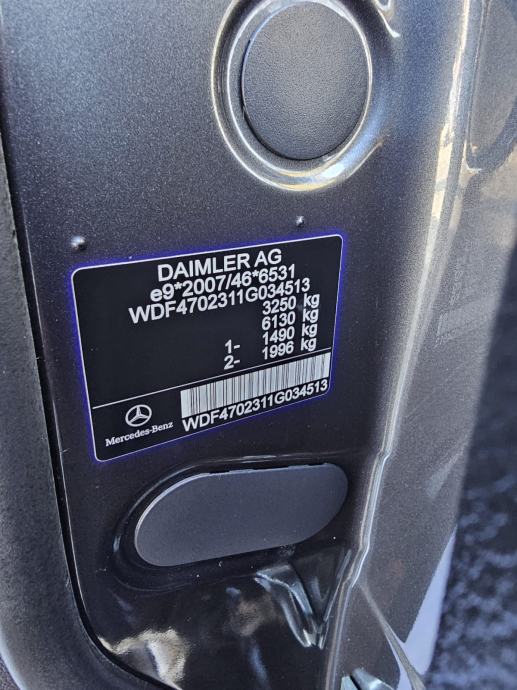 DAIMLER AG
e9*2007/46*6531
WDF4702311G034513
3250 kg
6130 kg
1- 1490 kg
2- 1996 kg
WDF4702311G034513
Mercedes-Benz